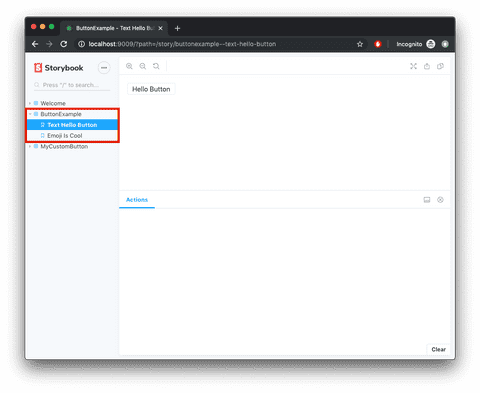 ButtonExample - Text Hello B
localhost:9009/?path=/story/buttonexample--text-hello-button
Incognito
Storybook
Press "/" to search...
Welcome
ButtonExample
Text Hello Button
Emoji Is Cool
MyCustomButton
Hello Button
Actions
Clear